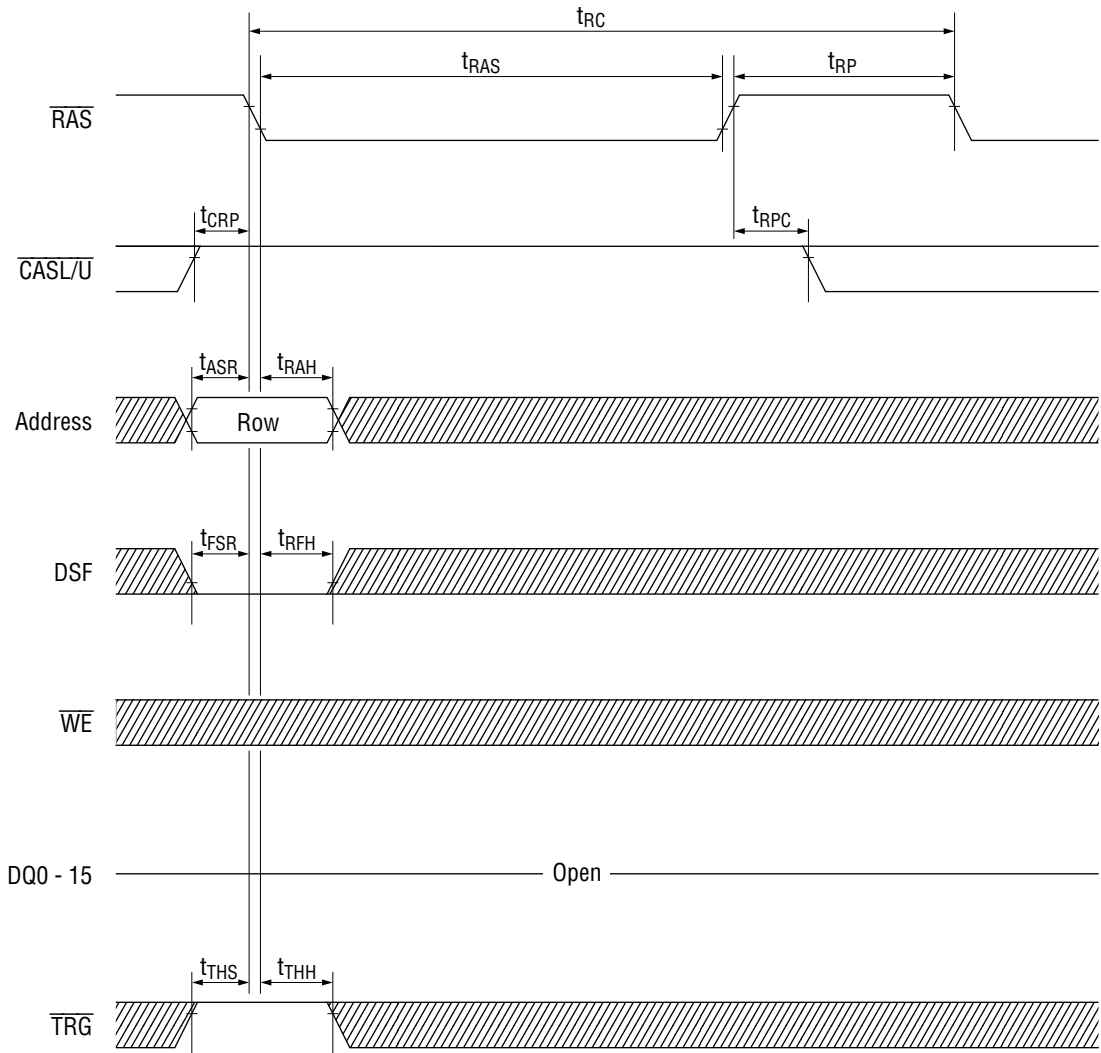 tRC
tRAS
tRP
RAS
tCRP
tRPC
CASL/U
tASR
tRAH
Address
Row
tFSR
tRFH
DSF
WE
DQ0 - 15
Open
tTHS
tTHH
TRG